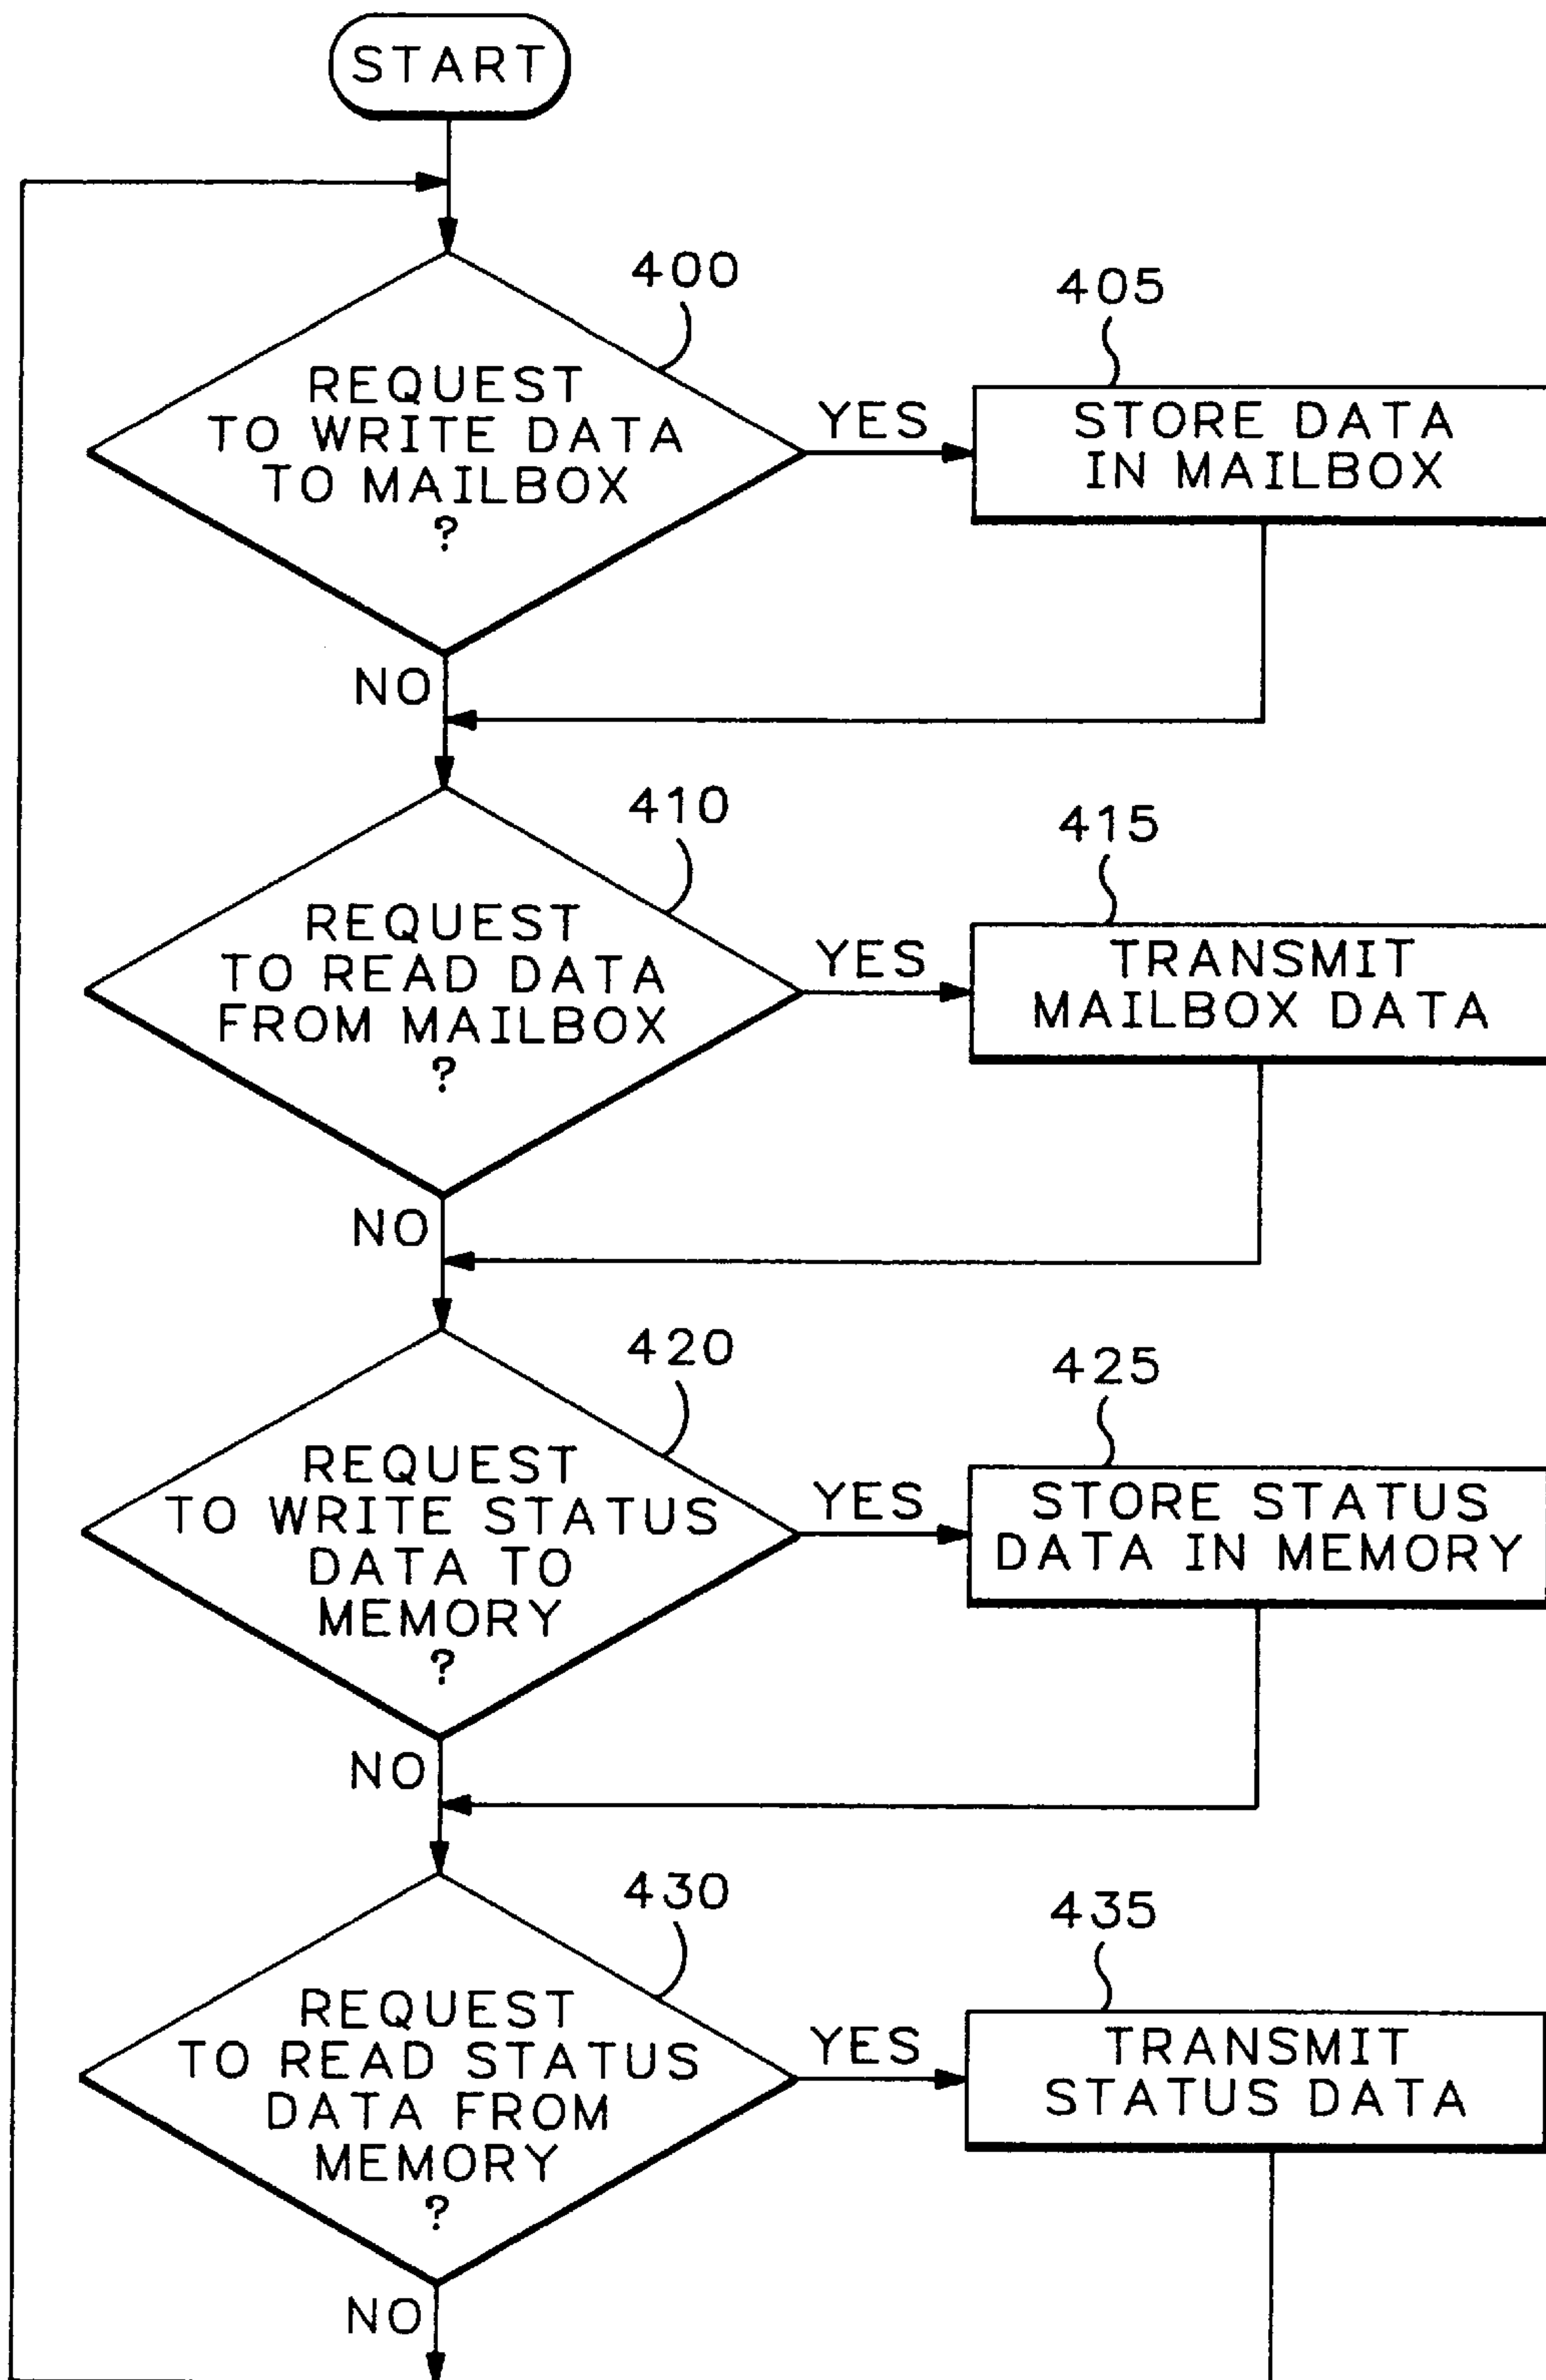 START
400
REQUEST
TO WRITE DATA
TO MAILBOX
?
YES
405
STORE DATA
IN MAILBOX
NO
410
REQUEST
TO READ DATA
FROM MAILBOX
?
YES
415
TRANSMIT
MAILBOX DATA
NO
420
REQUEST
TO WRITE STATUS
DATA TO
MEMORY
?
YES
425
STORE STATUS
DATA IN MEMORY
NO
430
REQUEST
TO READ STATUS
DATA FROM
MEMORY
?
YES
435
TRANSMIT
STATUS DATA
NO